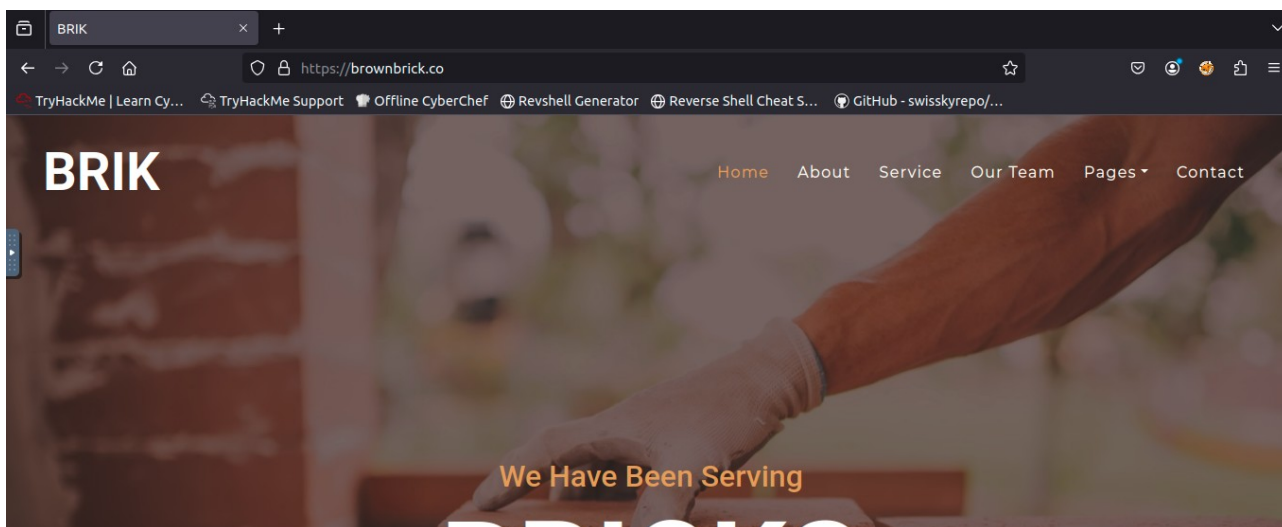 BRIK
https://brownbrick.co
TryHackMe | Learn Cy... TryHackMe Support Offline CyberChef Revshell Generator Reverse Shell Cheat S... GitHub - swisskyrepo/...
BRIK
Home About Service Our Team Pages Contact
We Have Been Serving
BRICKS